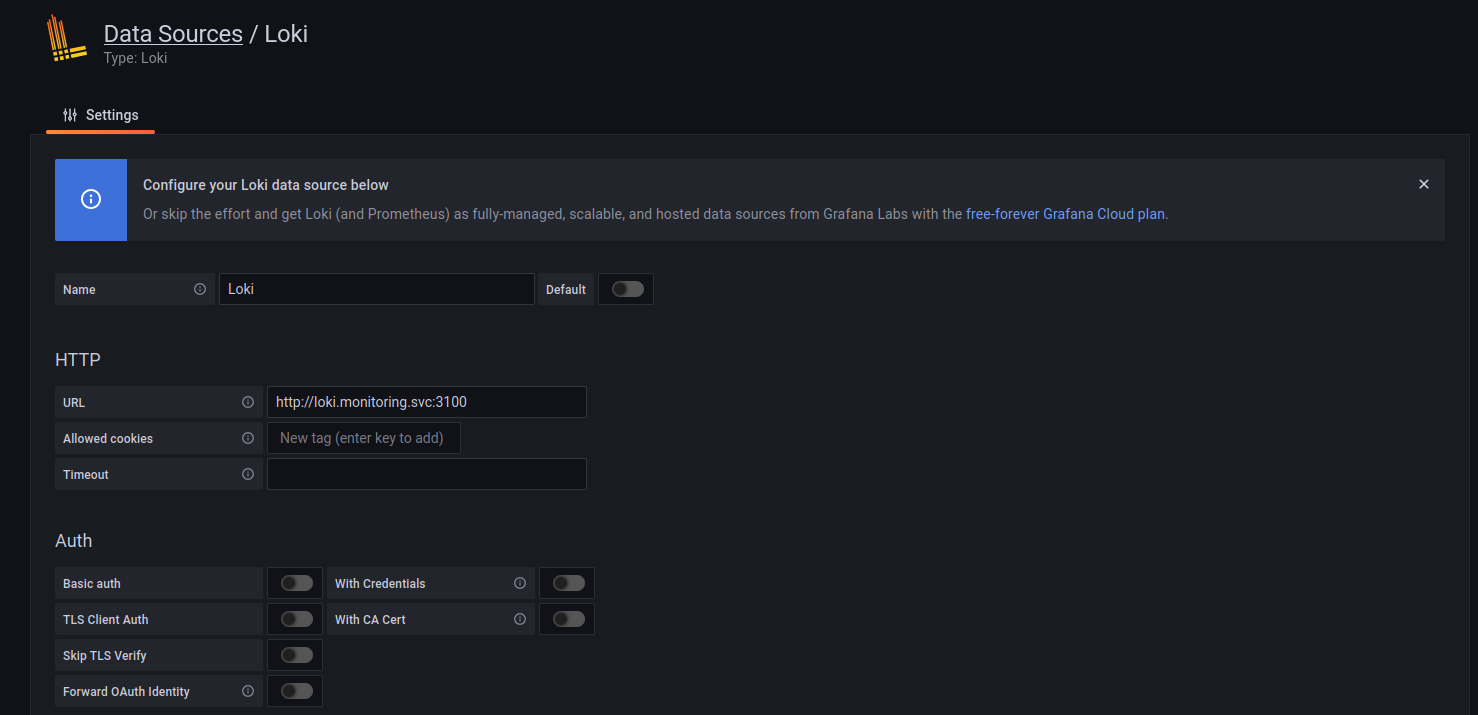 Data Sources / Loki
Type: Loki
Settings
Configure your Loki data source below
Or skip the effort and get Loki (and Prometheus) as fully-managed, scalable, and hosted data sources from Grafana Labs with the free-forever Grafana Cloud plan.
Name Loki Default
HTTP
URL http://loki.monitoring.svc:3100
Allowed cookies New tag (enter key to add)
Timeout
Auth
Basic auth With Credentials
TLS Client Auth With CA Cert
Skip TLS Verify
Forward OAuth Identity